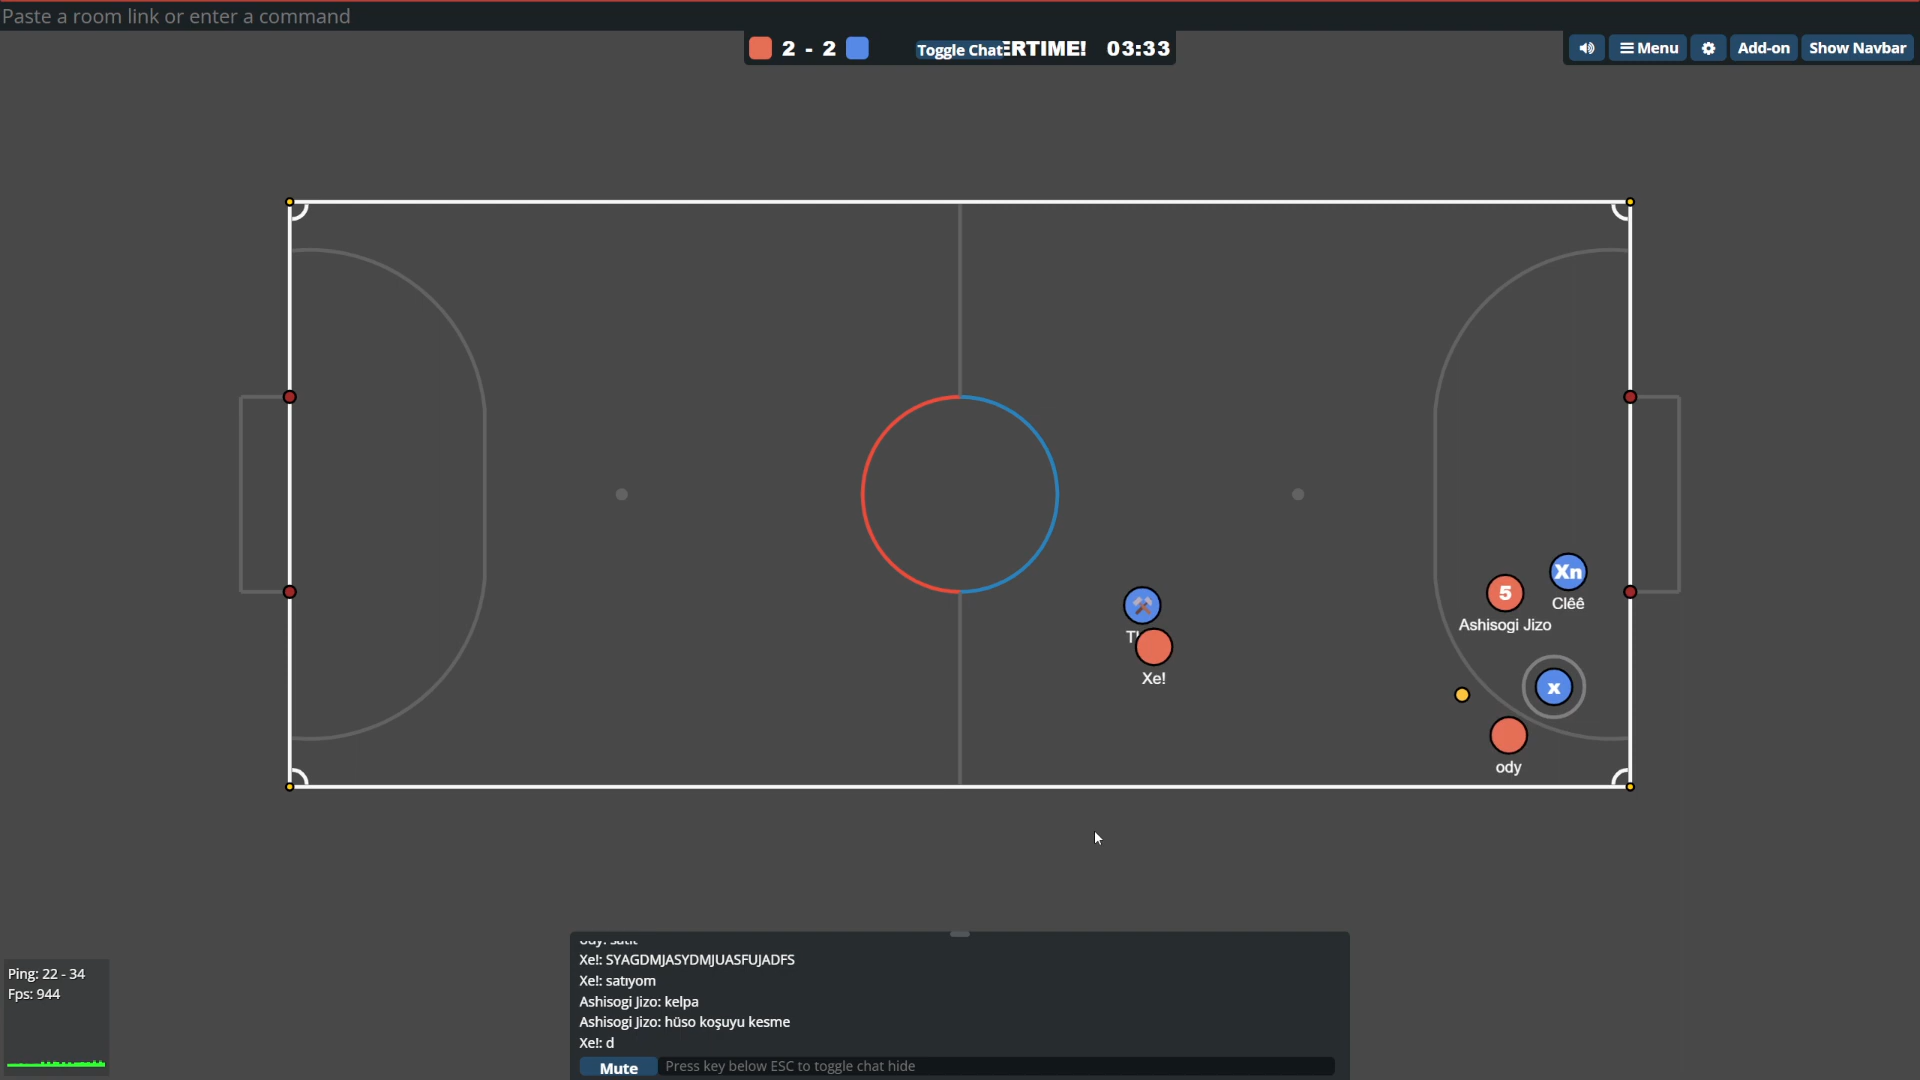 Paste a room link or enter a command
2 - 2
Toggle Chat
ERTIME! 03:33
Menu
Add-on
Show Navbar
Xn
Clêê
5
Ashisogi Jizo
Xe!
x
ody
Ping: 22 - 34
Fps: 944
Xe!: SYAGDMJASYDMJUASFUJADFS
Xe!: satıyom
Ashisogi Jizo: kelpa
Ashisogi Jizo: hüso koşuyu kesme
Xe!: d
Mute
Press key below ESC to toggle chat hide